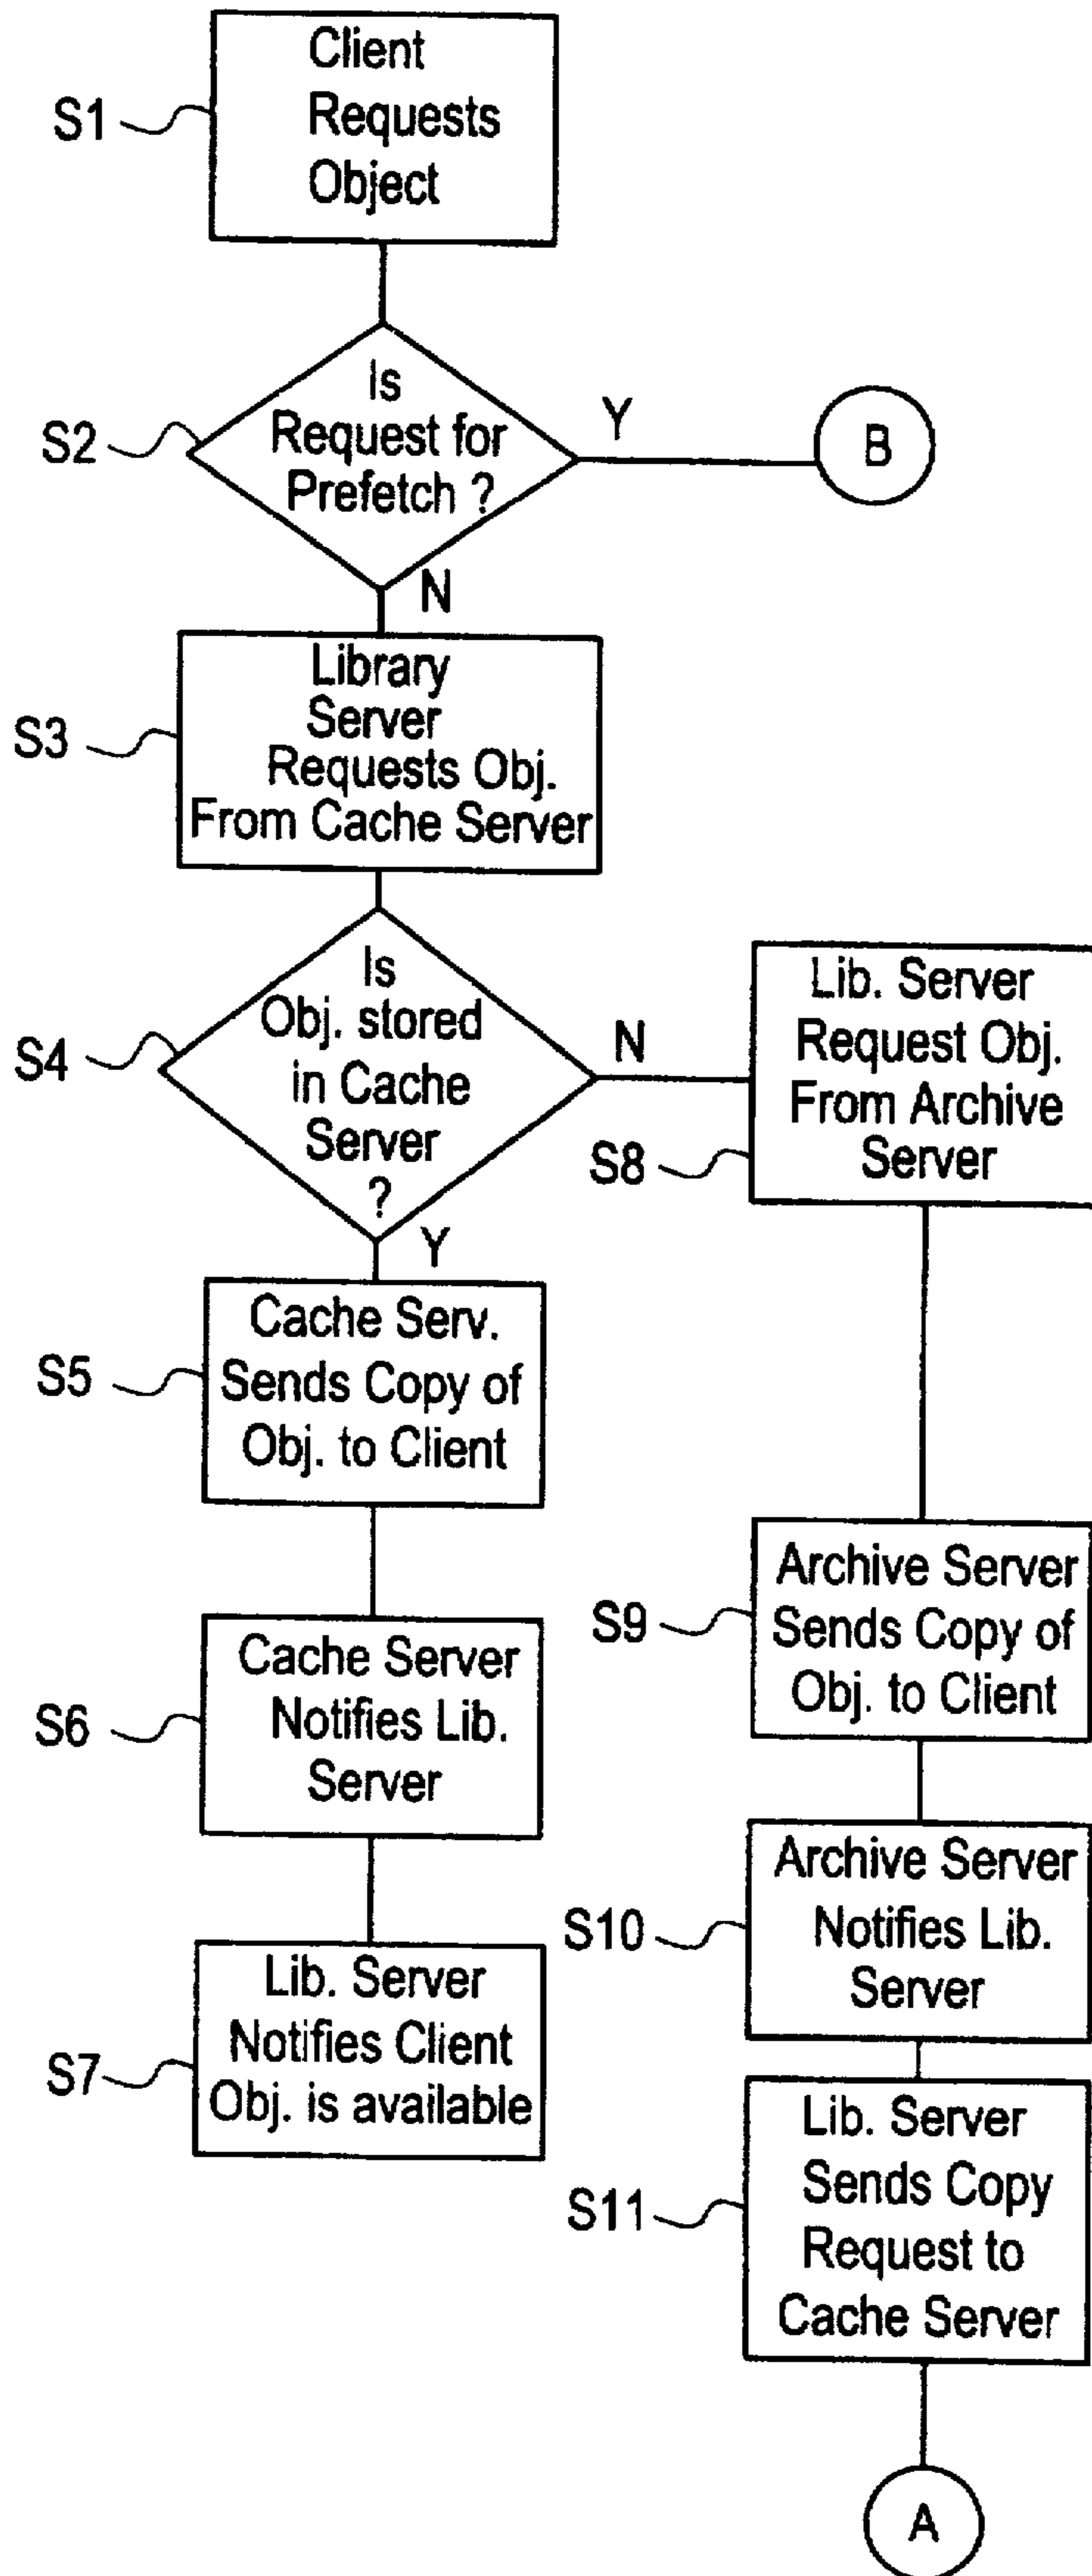 S1
Client
Requests
Object
S2
Is
Request for
Prefetch ?
Y
B
N
S3
Library
Server
Requests Obj.
From Cache Server
S4
Is
Obj. stored
in Cache
Server
?
N
Y
S8
Lib. Server
Request Obj.
From Archive
Server
S5
Cache Serv.
Sends Copy of
Obj. to Client
S9
Archive Server
Sends Copy of
Obj. to Client
S6
Cache Server
Notifies Lib.
Server
S10
Archive Server
Notifies Lib.
Server
S7
Lib. Server
Notifies Client
Obj. is available
S11
Lib. Server
Sends Copy
Request to
Cache Server
A